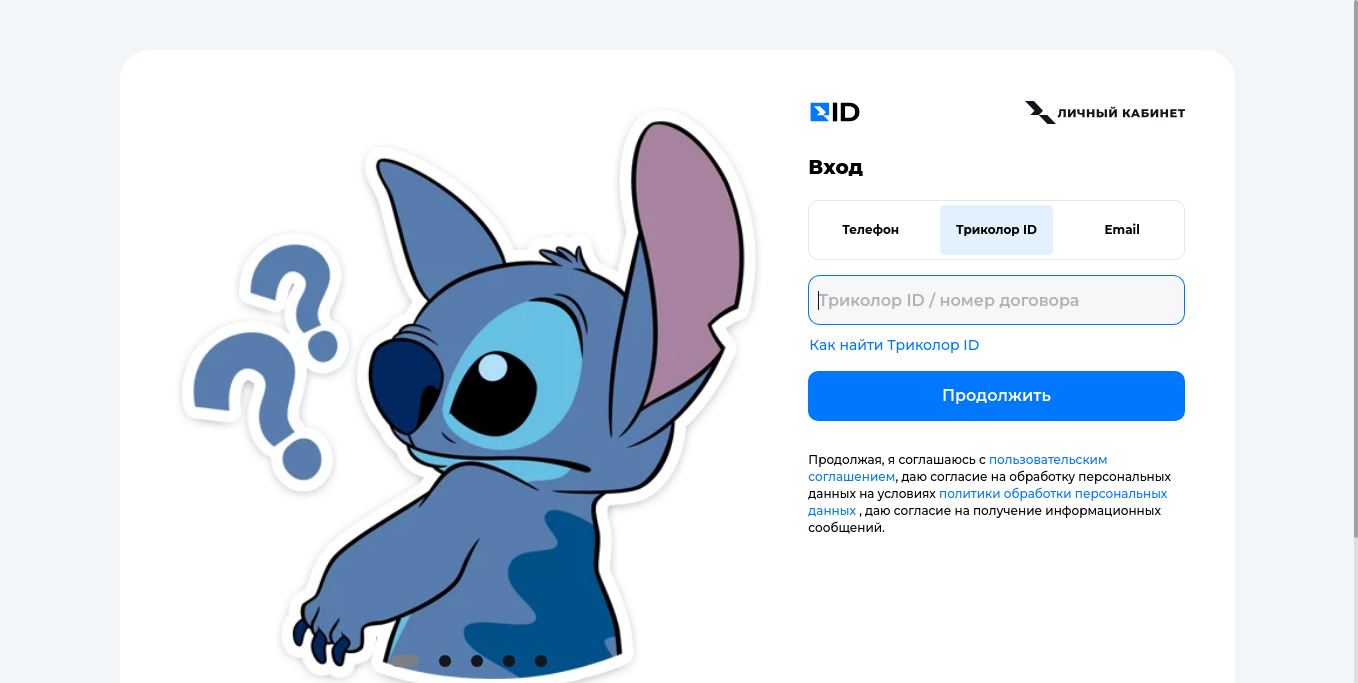 ID
ЛИЧНЫЙ КАБИНЕТ
Вход
Телефон
Триколор ID
Email
Триколор ID / номер договора
Как найти Триколор ID
Продолжить
Продолжая, я соглашаюсь с пользовательским
соглашением, даю согласие на обработку персональных
данных на условиях политики обработки персональных
данных , даю согласие на получение информационных
сообщений.
? 
?